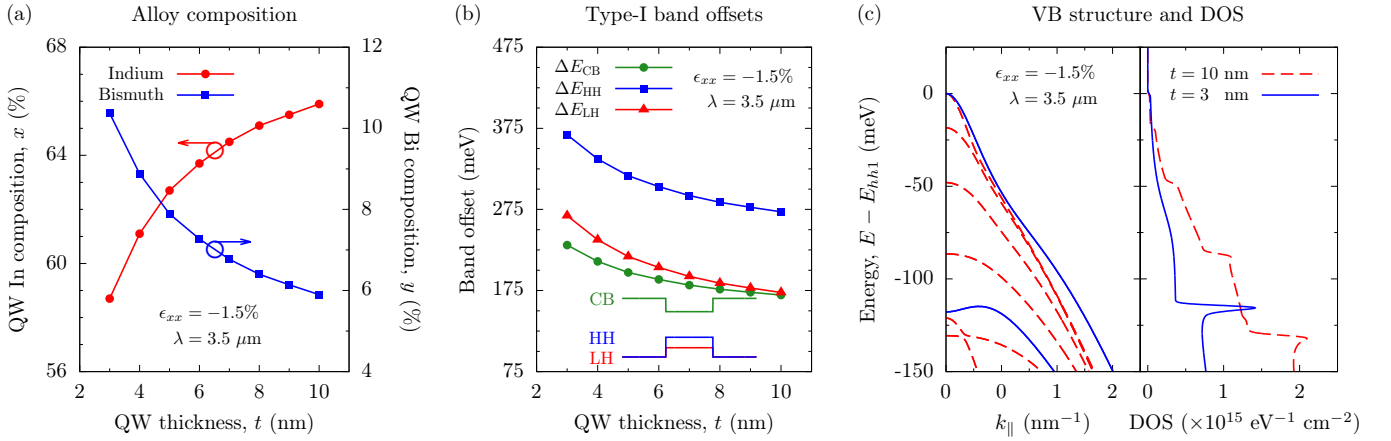 (a) Alloy composition
68
64
60
56
QW In composition, x (%)
12
10
8
6
4
QW Bi composition, y (%)
Indium
Bismuth
ϵxx = −1.5%
λ = 3.5 μm
2 4 6 8 10
QW thickness, t (nm)
(b) Type-I band offsets
475
375
275
175
75
Band offset (meV)
ΔECB
ΔEHH
ΔELH
ϵxx = −1.5%
λ = 3.5 μm
CB
HH
LH
2 4 6 8 10
QW thickness, t (nm)
(c) VB structure and DOS
0
-50
-100
-150
Energy, E − Ehh1 (meV)
ϵxx = −1.5%
λ = 3.5 μm
t = 10 nm
t = 3 nm
0 1 2
k∥ (nm−1)
0 1 2
DOS (×1015 eV−1 cm−2)